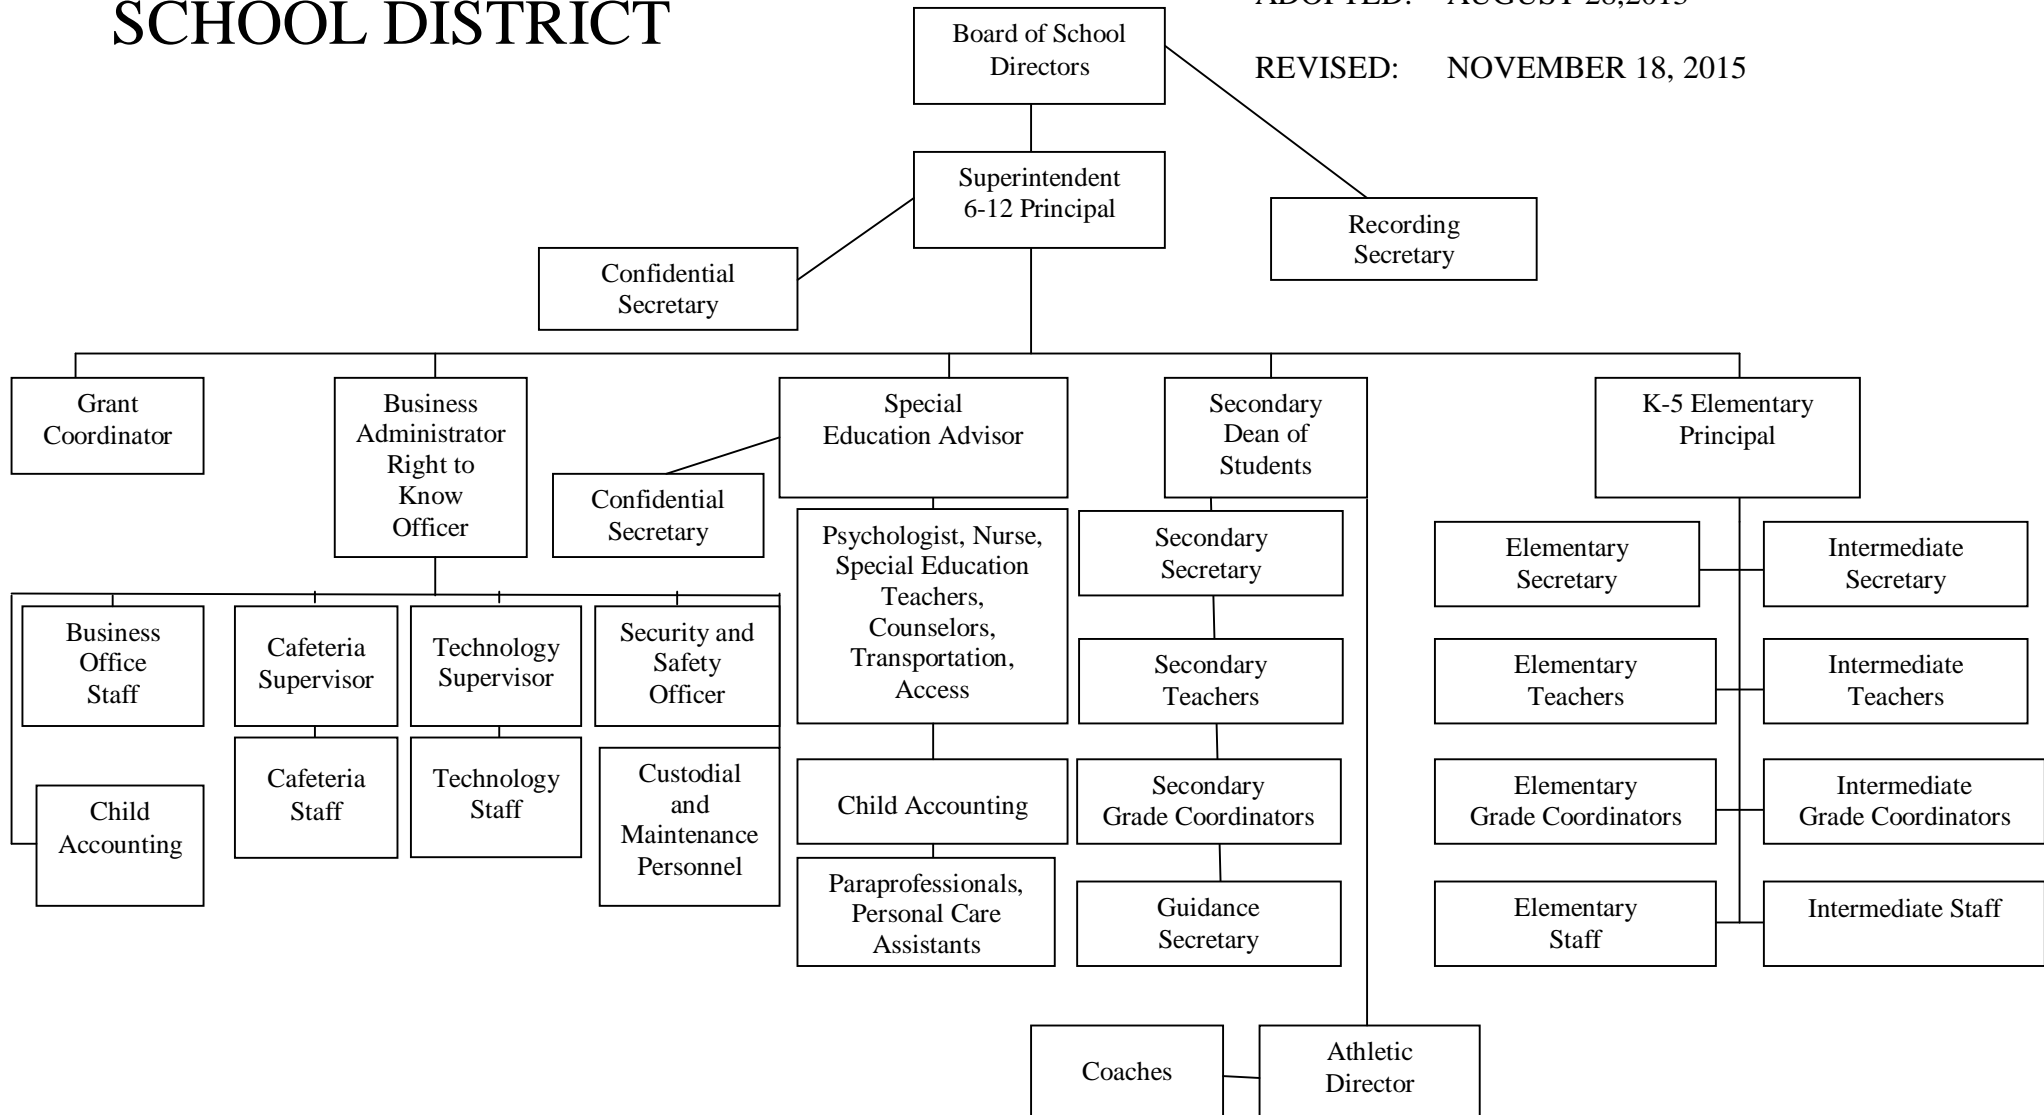 SCHOOL DISTRICT
ADOPTED: AUGUST 28,2013
REVISED: NOVEMBER 18, 2015
Board of School
Directors
Superintendent
6-12 Principal
Recording
Secretary
Confidential
Secretary
Grant
Coordinator
Business
Administrator
Right to
Know
Officer
Special
Education Advisor
Secondary
Dean of
Students
K-5 Elementary
Principal
Confidential
Secretary
Psychologist, Nurse,
Special Education
Teachers,
Counselors,
Transportation,
Access
Secondary
Secretary
Elementary
Secretary
Intermediate
Secretary
Business
Office
Staff
Cafeteria
Supervisor
Technology
Supervisor
Security and
Safety
Officer
Secondary
Teachers
Elementary
Teachers
Intermediate
Teachers
Child
Accounting
Cafeteria
Staff
Technology
Staff
Custodial
and
Maintenance
Personnel
Child Accounting
Secondary
Grade Coordinators
Elementary
Grade Coordinators
Intermediate
Grade Coordinators
Paraprofessionals,
Personal Care
Assistants
Guidance
Secretary
Elementary
Staff
Intermediate Staff
Coaches
Athletic
Director